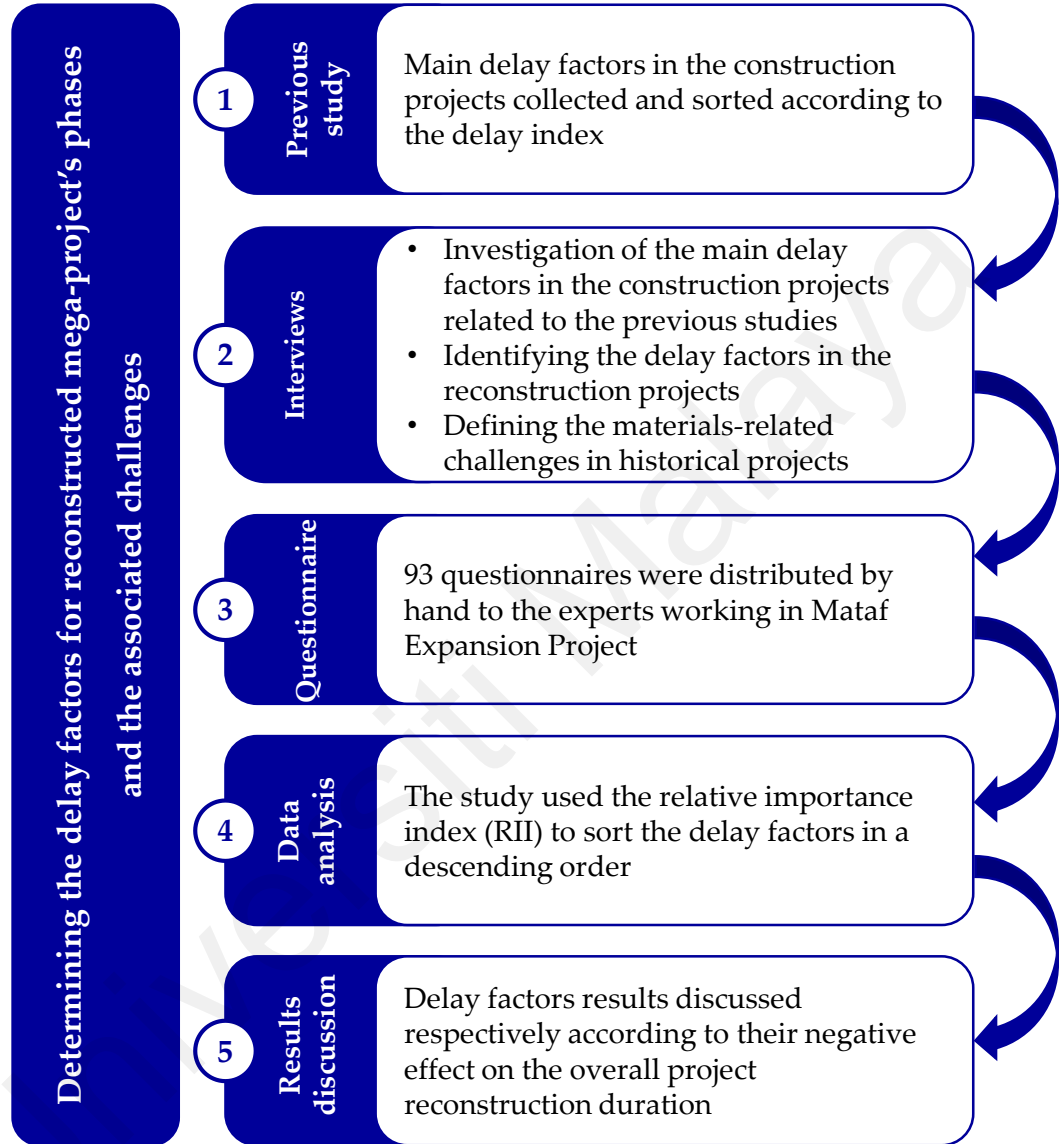 Determining the delay factors for reconstructed mega-project's phases
and the associated challenges
1
Previous
study
Main delay factors in the construction
projects collected and sorted according to
the delay index
2
Interviews
• Investigation of the main delay
factors in the construction projects
related to the previous studies
• Identifying the delay factors in the
reconstruction projects
• Defining the materials-related
challenges in historical projects
3
Questionnaire
93 questionnaires were distributed by
hand to the experts working in Mataf
Expansion Project
4
Data
analysis
The study used the relative importance
index (RII) to sort the delay factors in a
descending order
5
Results
discussion
Delay factors results discussed
respectively according to their negative
effect on the overall project
reconstruction duration
Universiti Malaya